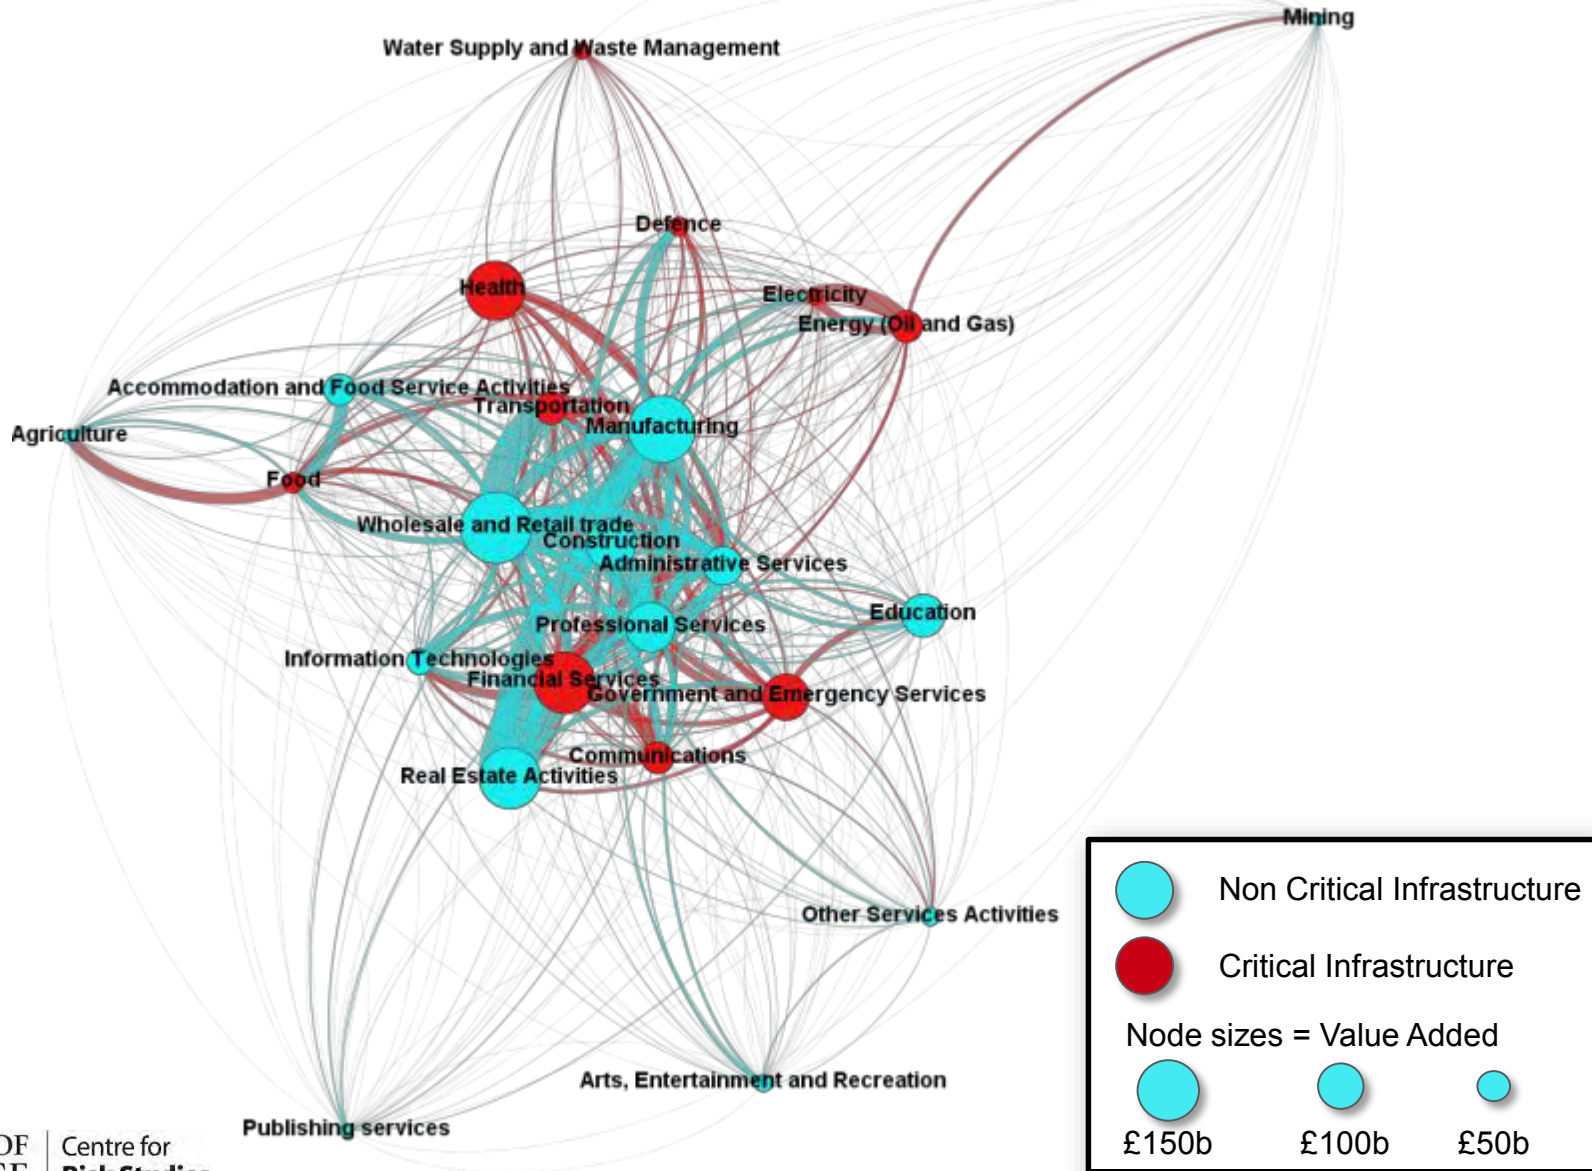 Mining
Water Supply and Waste Management
Defence
Health
Electricity
Energy (Oil and Gas)
Accommodation and Food Service Activities
Transportation
Manufacturing
Agriculture
Food
Wholesale and Retail trade
Construction
Administrative Services
Education
Professional Services
Information Technologies
Financial Services
Government and Emergency Services
Communications
Real Estate Activities
Other Services Activities
Arts, Entertainment and Recreation
Publishing services
Non Critical Infrastructure
Critical Infrastructure
Node sizes = Value Added
£150b £100b £50b
OF
Centre for